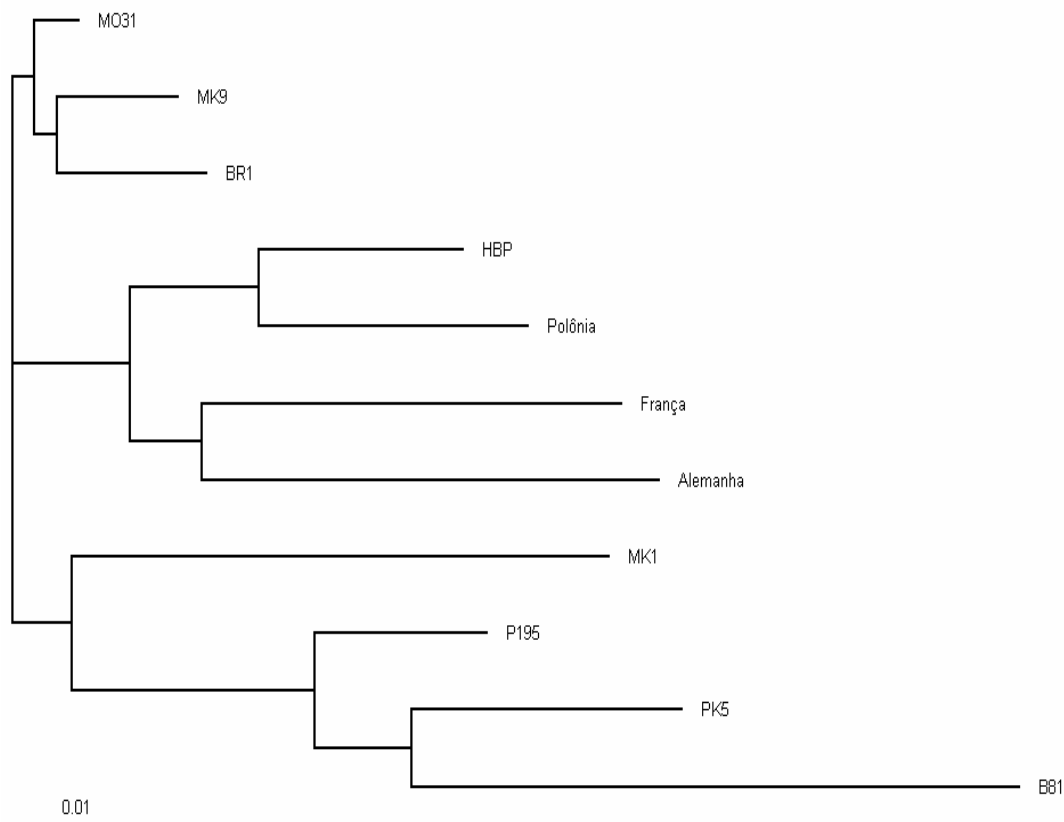 MO31
MK9
BR1
HBP
Polônia
França
Alemanha
MK1
P195
PK5
B81
0.01